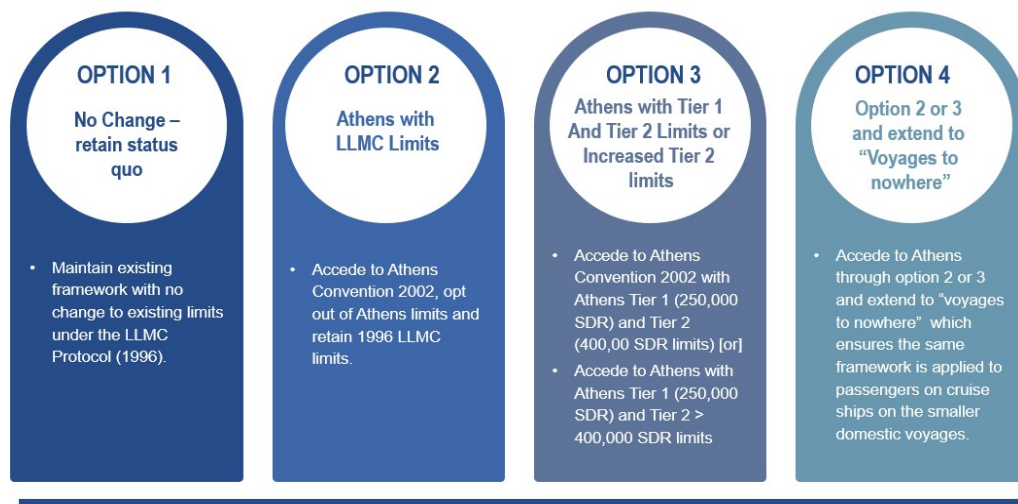 OPTION 1
No Change –
retain status
quo
• Maintain existing
framework with no
change to existing limits
under the LLMC
Protocol (1996).
OPTION 2
Athens with
LLMC Limits
• Accede to Athens
Convention 2002, opt
out of Athens limits and
retain 1996 LLMC
limits.
OPTION 3
Athens with Tier 1
And Tier 2 Limits or
Increased Tier 2
limits
• Accede to Athens
Convention 2002 with
Athens Tier 1 (250,000
SDR) and Tier 2
(400,00 SDR limits) [or]
• Accede to Athens with
Athens Tier 1 (250,000
SDR) and Tier 2 >
400,000 SDR limits
OPTION 4
Option 2 or 3
and extend to
“Voyages to
nowhere”
• Accede to Athens
through option 2 or 3
and extend to “voyages
to nowhere” which
ensures the same
framework is applied to
passengers on cruise
ships on the smaller
domestic voyages.